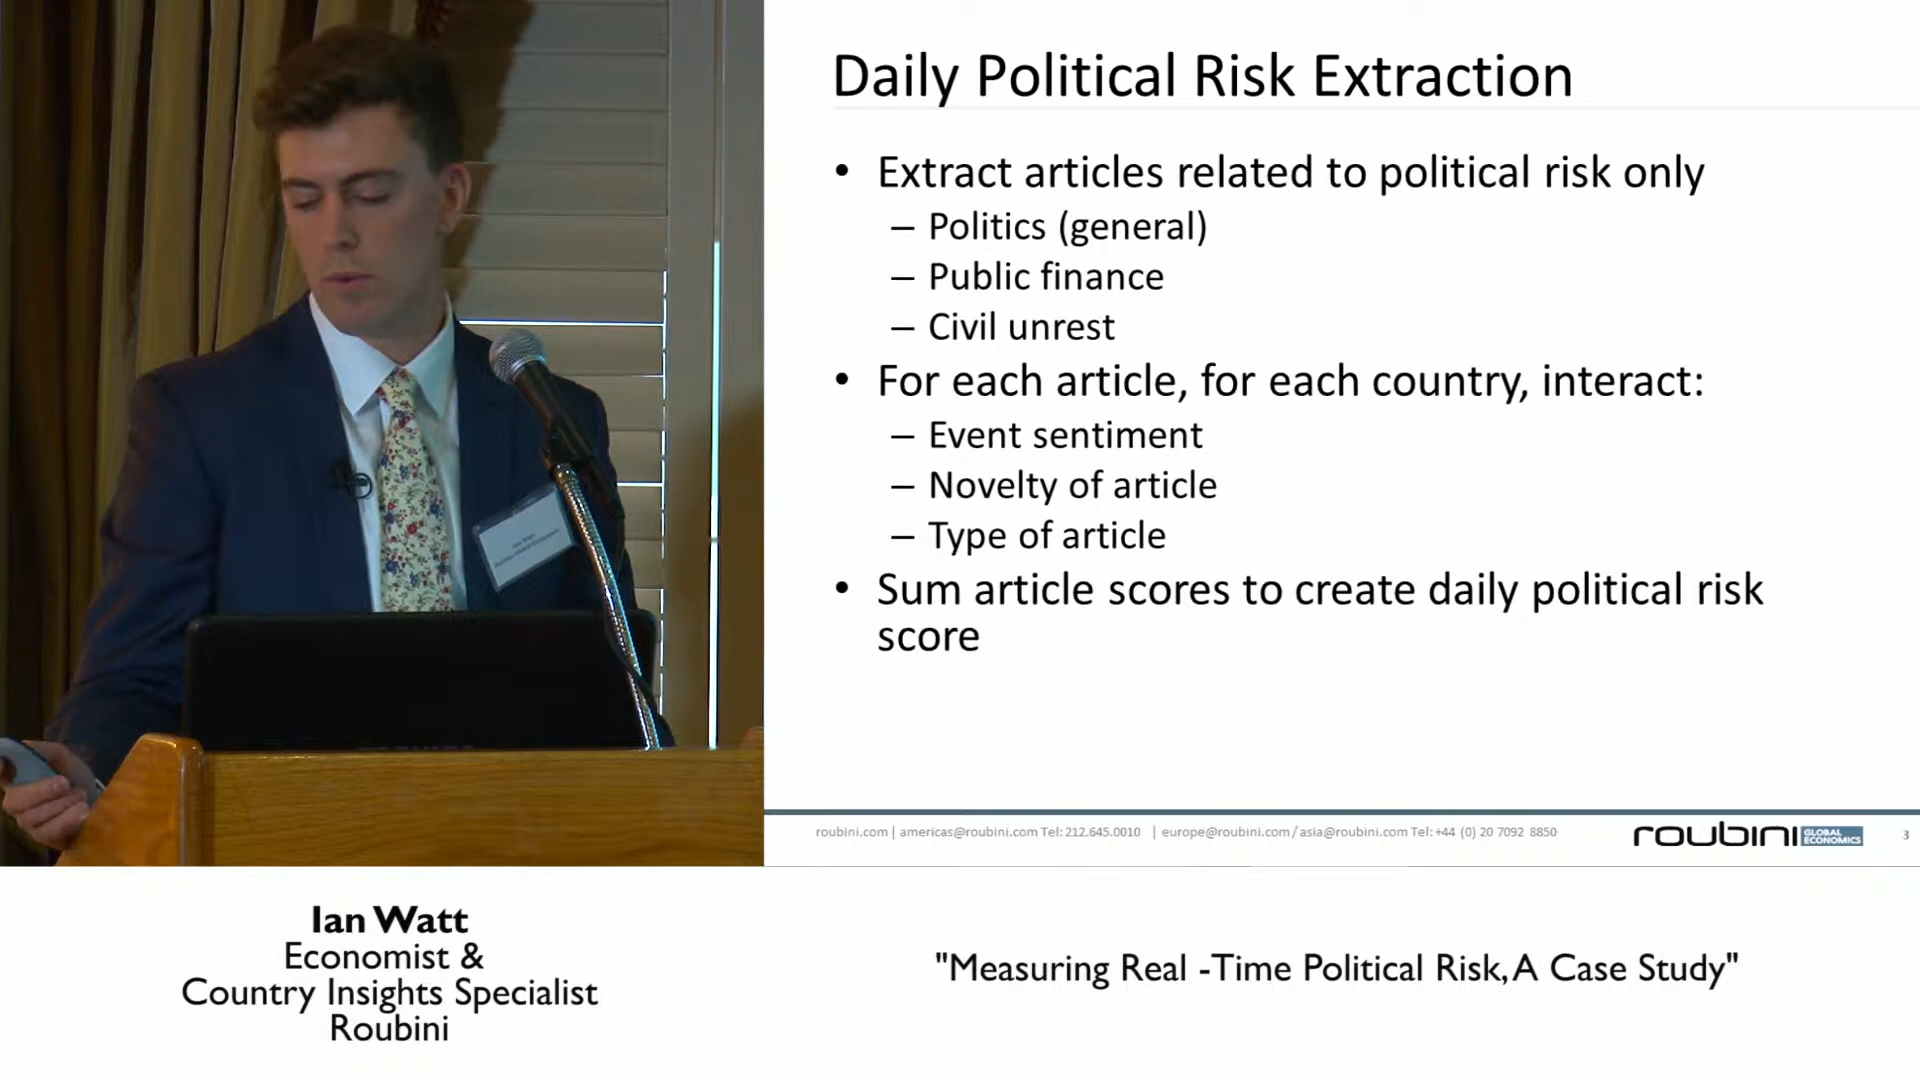 Daily Political Risk Extraction
• Extract articles related to political risk only
– Politics (general)
– Public finance
– Civil unrest
• For each article, for each country, interact:
– Event sentiment
– Novelty of article
– Type of article
• Sum article scores to create daily political risk
score
roubini.com | americas@roubini.com Tel: 212.645.0010 | europe@roubini.com / asia@roubini.com Tel: +44 (0) 20 7092 8850
roubini GLOBAL ECONOMICS
3
Ian Watt
Economist &
Country Insights Specialist
Roubini
"Measuring Real -Time Political Risk, A Case Study"